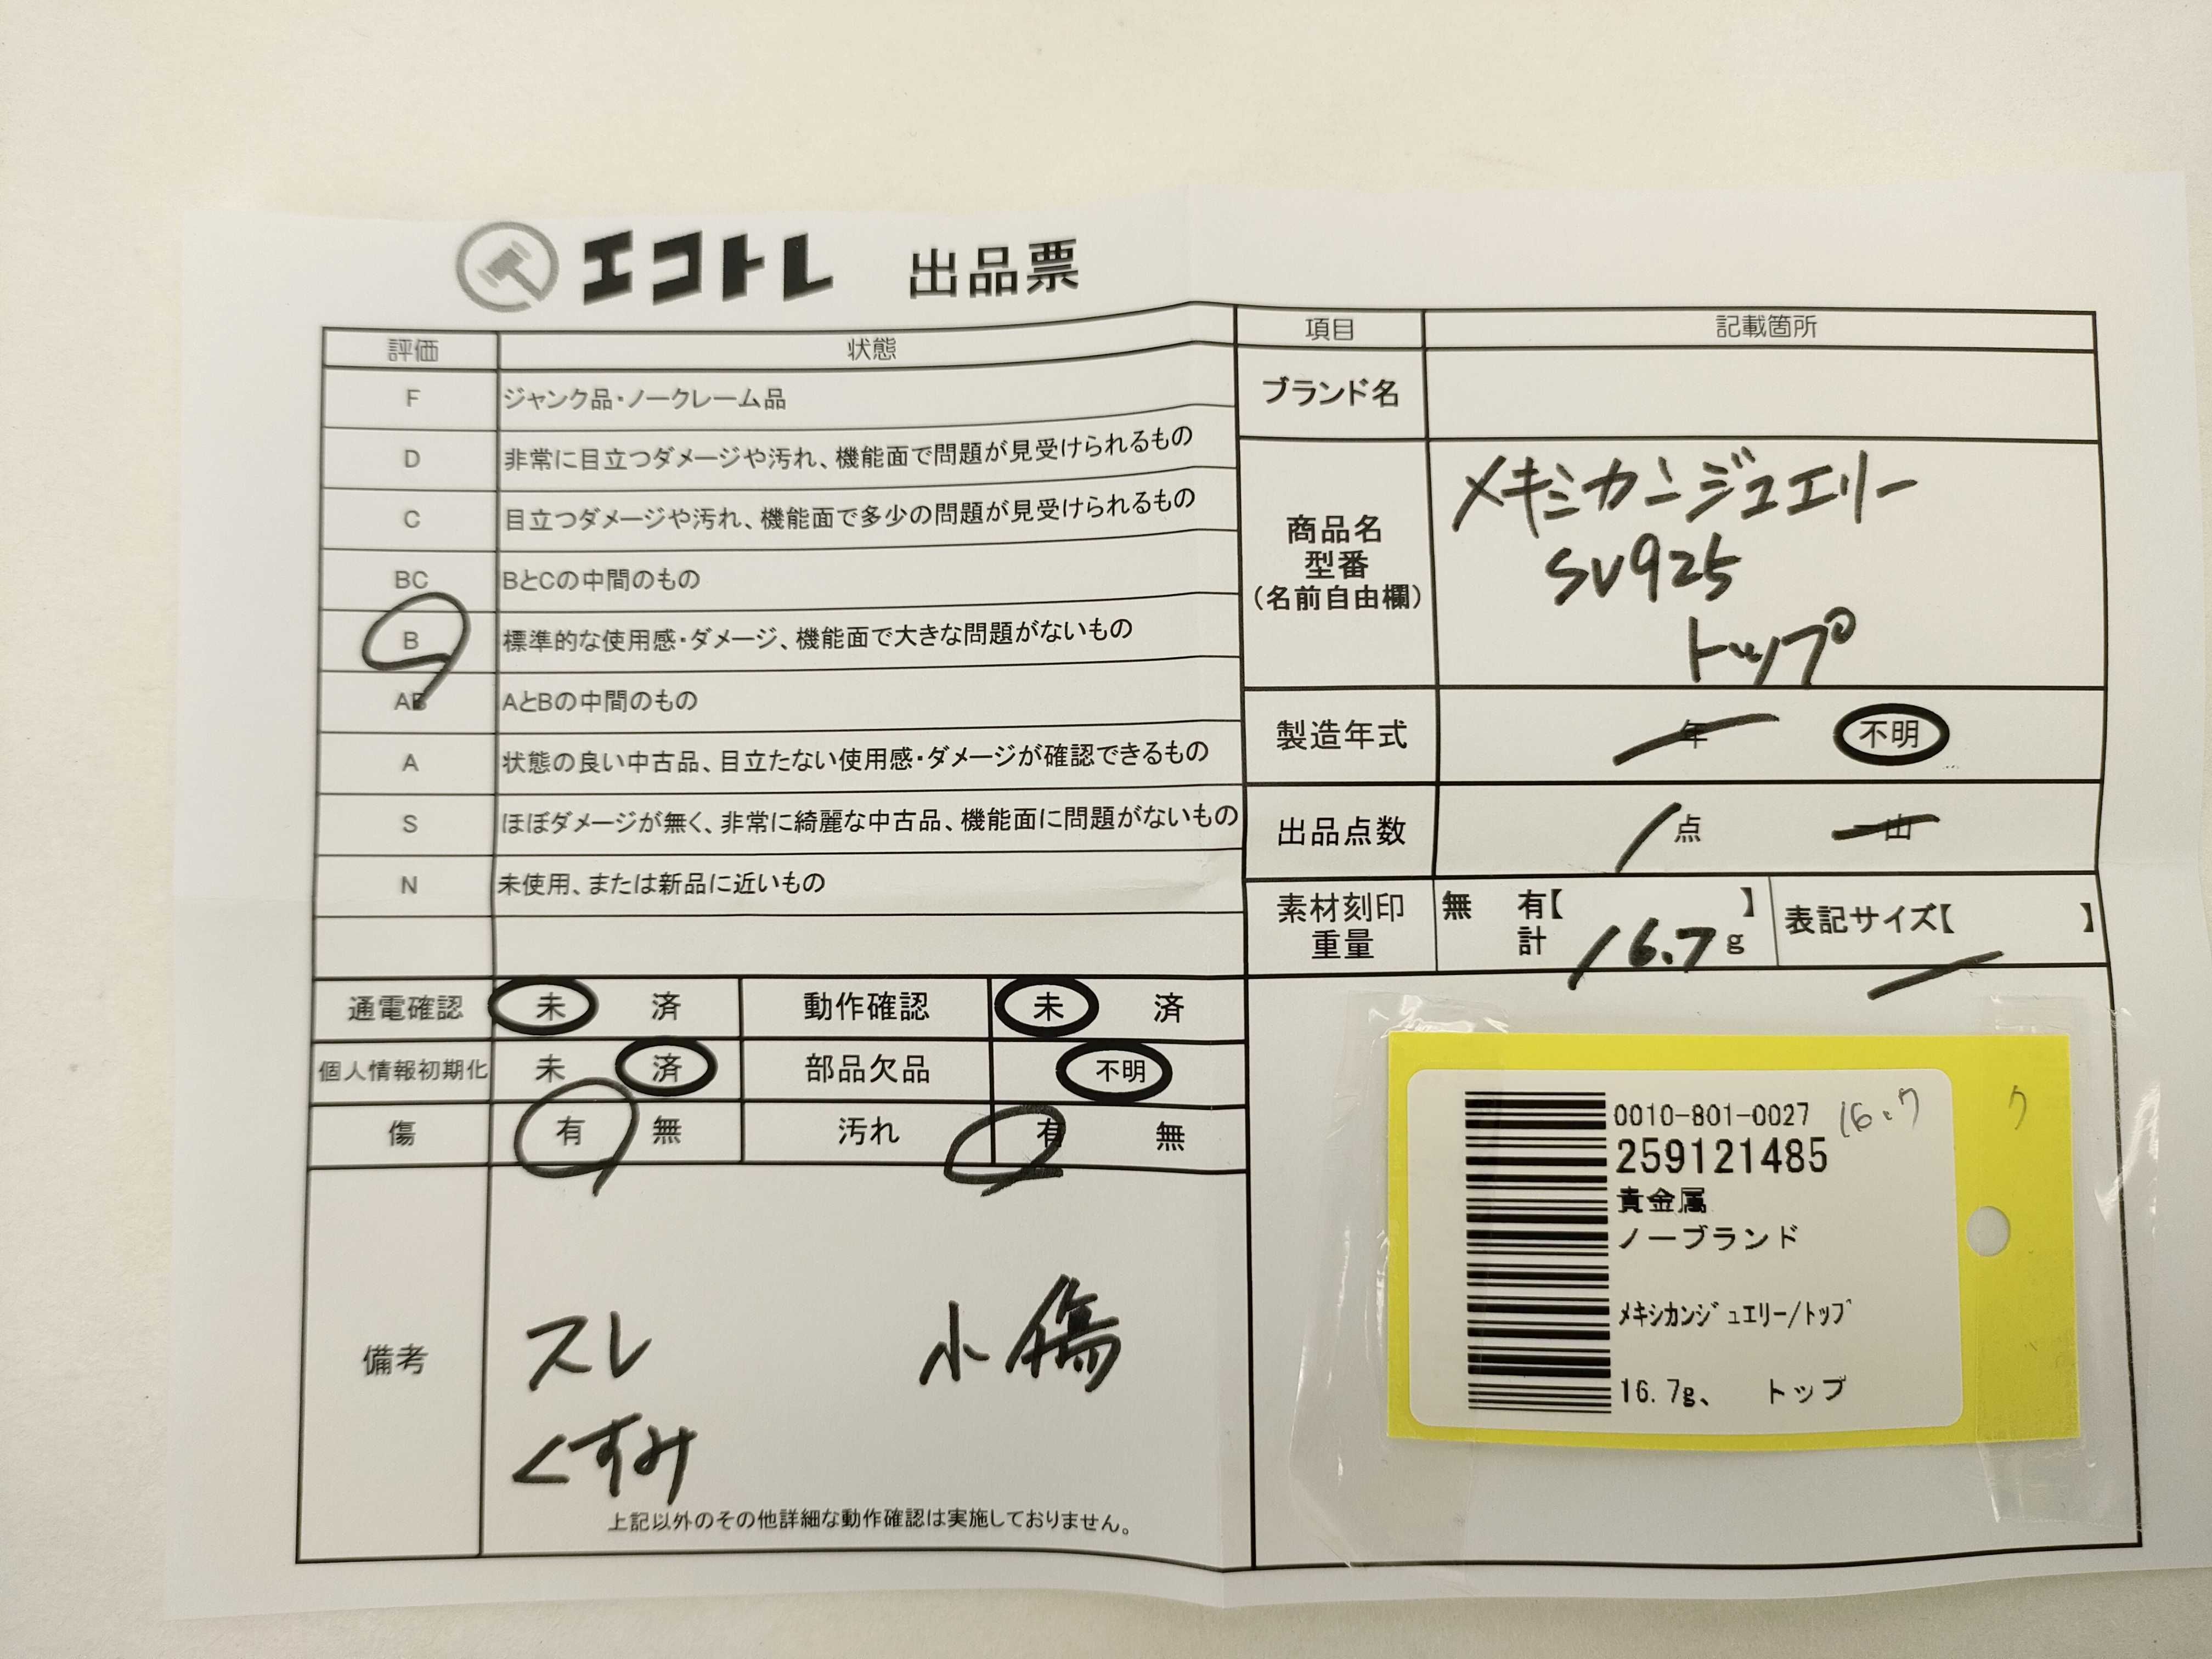 エコトレ 出品票
評価 状態
F ジャンク品・ノークレーム品
D 非常に目立つダメージや汚れ、機能面で問題が見受けられるもの
C 目立つダメージや汚れ、機能面で多少の問題が見受けられるもの
BC BとCの中間のもの
B 標準的な使用感・ダメージ、機能面で大きな問題がないもの
AB AとBの中間のもの
A 状態の良い中古品、目立たない使用感・ダメージが確認できるもの
S ほぼダメージが無く、非常に綺麗な中古品、機能面に問題がないもの
N 未使用、または新品に近いもの
通電確認 未 済 動作確認 未 済
個人情報初期化 未 済 部品欠品 不明
傷 有 無 汚れ 有 無
備考
スレ 小傷
くすみ
上記以外のその他詳細な動作確認は実施しておりません。
項目 記載箇所
ブランド名
商品名
型番
(名前自由欄)
メキシカンジュエリー
SV925
トップ
製造年式 年 不明
出品点数 1点 一山
素材刻印
重量
無 有【 】
計 16.7g
表記サイズ【 】
0010-801-0027 16.7
259121485
貴金属
ノーブランド
メキシカンジュエリー/トップ
16.7g、 トップ